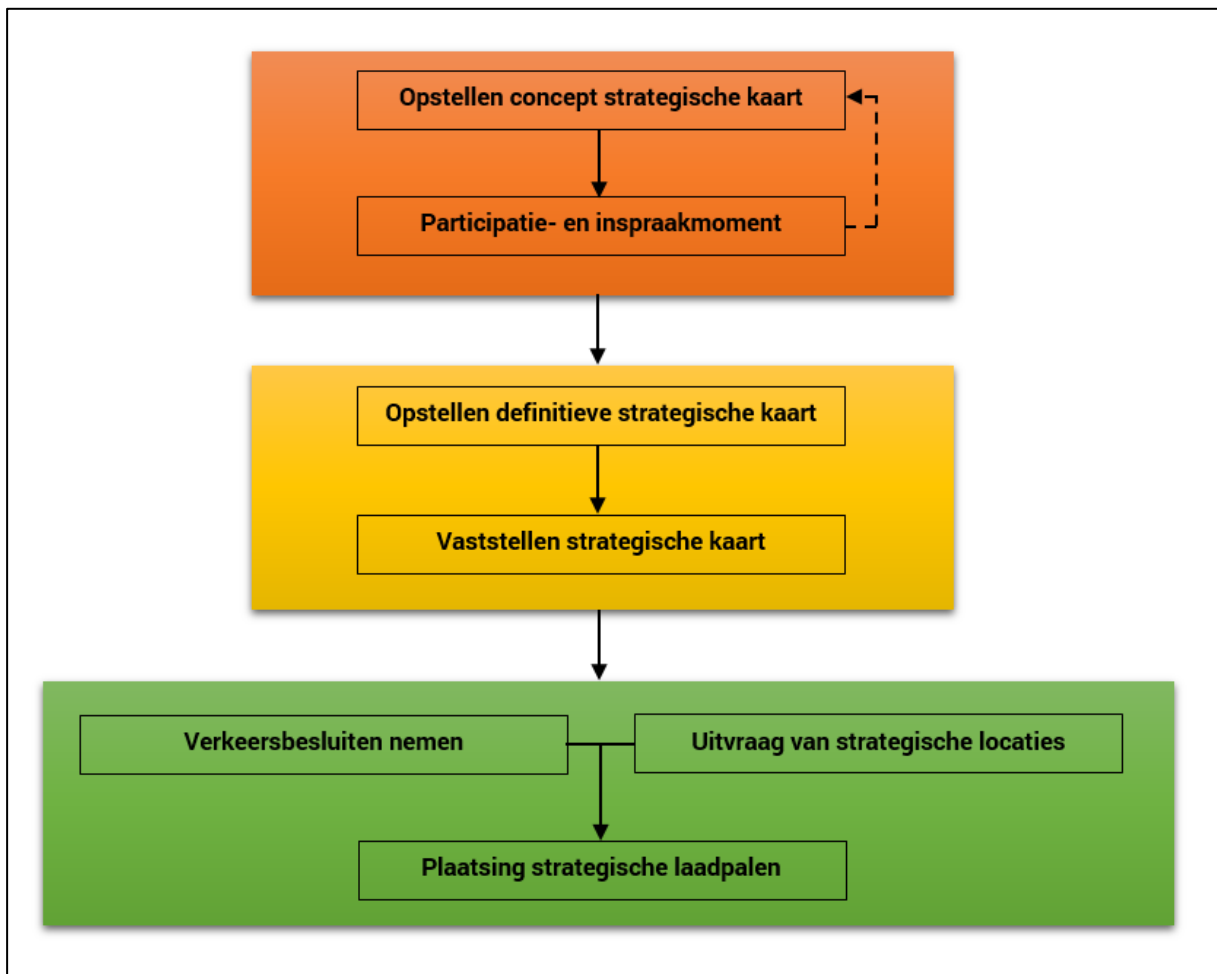 Opstellen concept strategische kaart
Participatie- en inspraakmoment
Opstellen definitieve strategische kaart
Vaststellen strategische kaart
Verkeersbesluiten nemen
Uitvraag van strategische locaties
Plaatsing strategische laadpalen